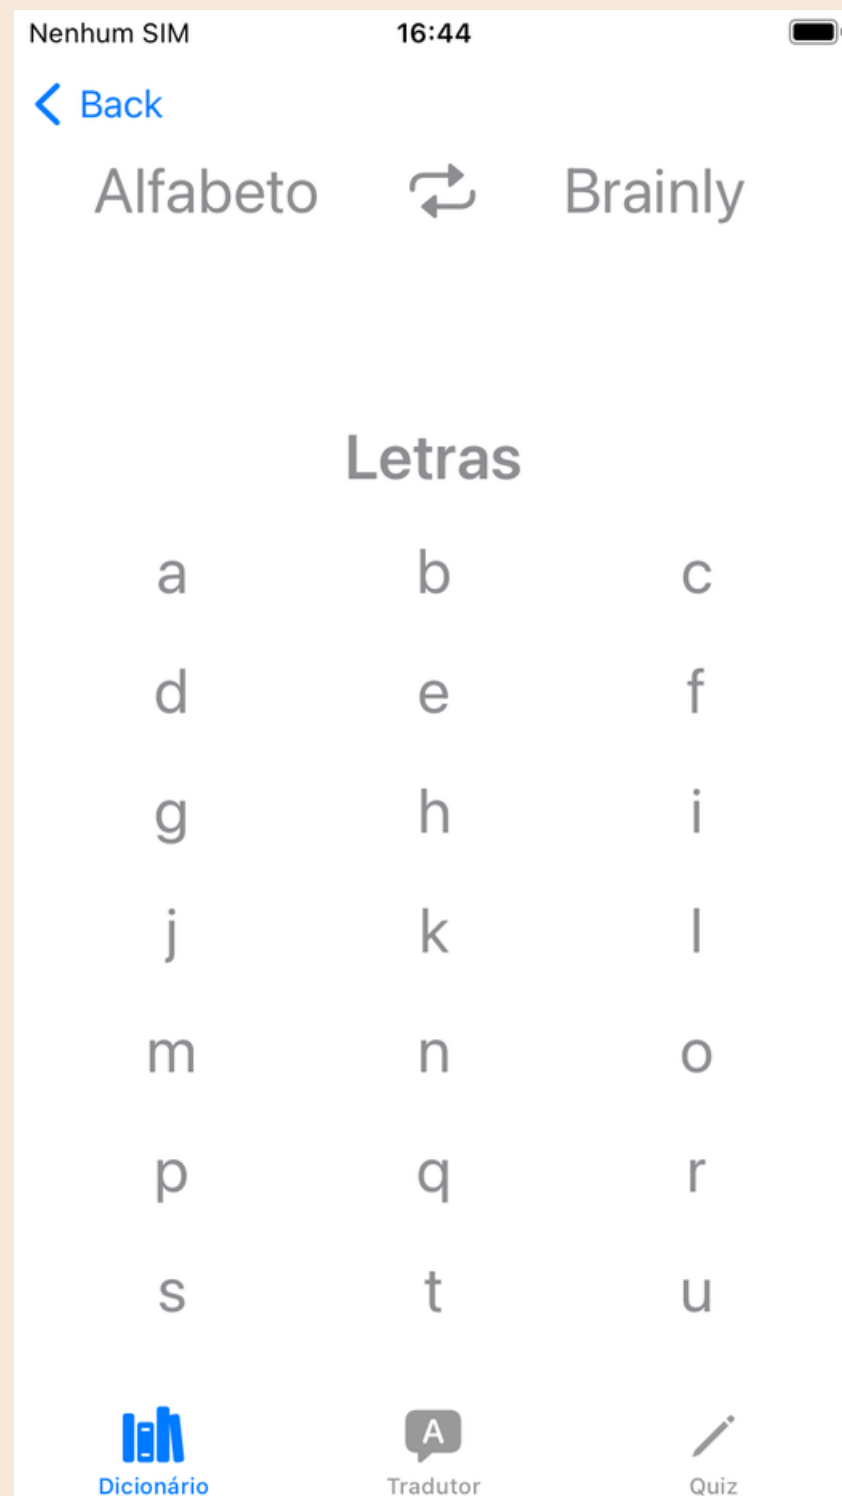 Nenhum SIM 16:44
Back
Alfabeto Brainly
Letras
a b c
d e f
g h i
j k l
m n o
p q r
s t u
A
Dicionário Tradutor Quiz